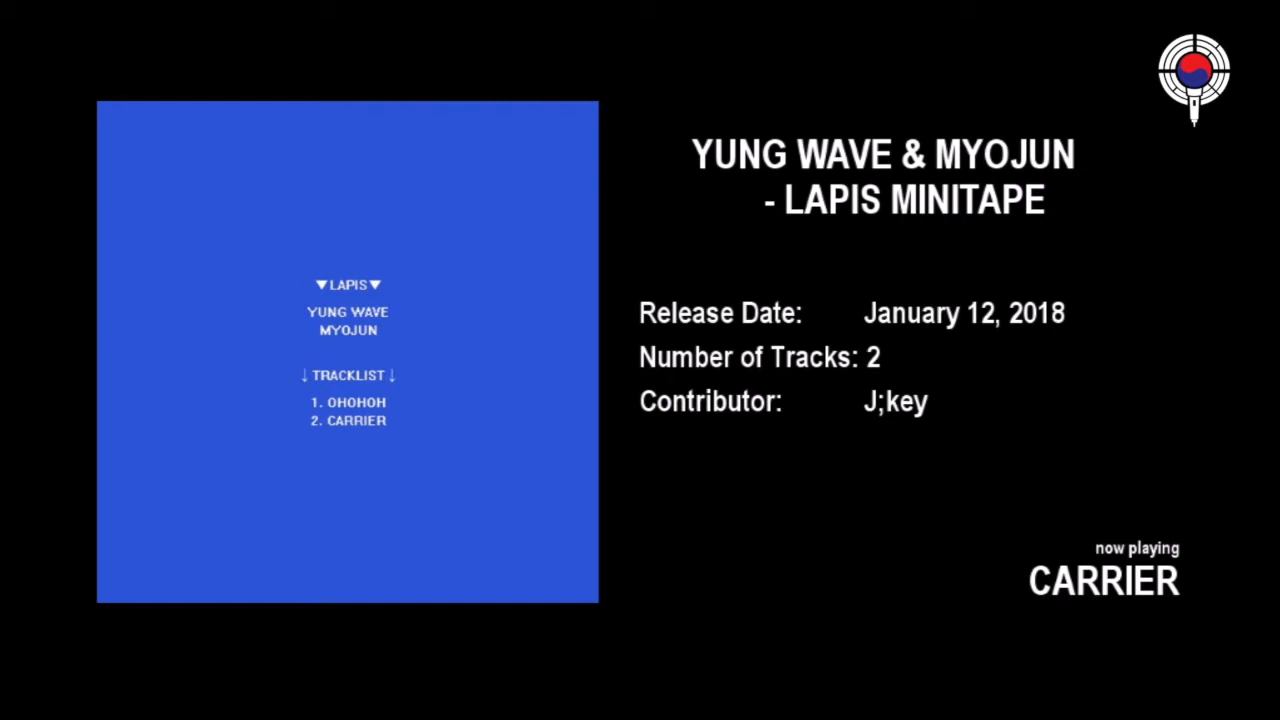 ▼LAPIS▼
YUNG WAVE
MYOJUN
↓TRACKLIST↓
1. OHOHOH
2. CARRIER
YUNG WAVE & MYOJUN
- LAPIS MINITAPE
Release Date: January 12, 2018
Number of Tracks: 2
Contributor: J;key
now playing
CARRIER